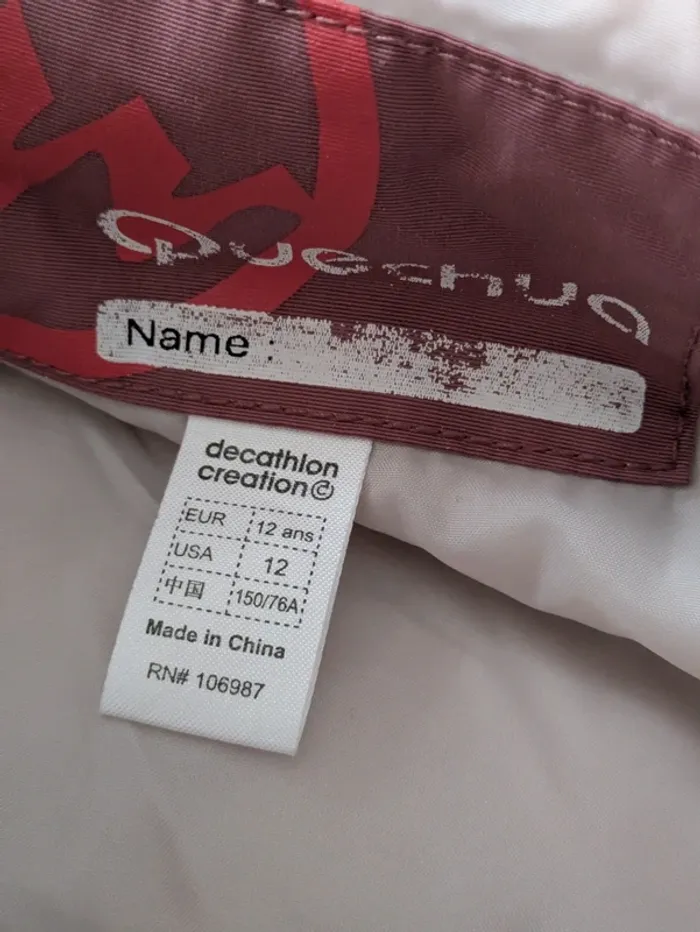 Quechua
Name :
decathlon
creation
EUR 12 ans
USA 12
中国 150/76A
Made in China
RN# 106987